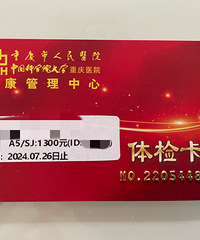 重庆市人民医院
中国科学院大学重庆医院
康管理中心
A5/SJ:1300元(ID:
: 2024.07.26日止
体检卡
NO.2203448